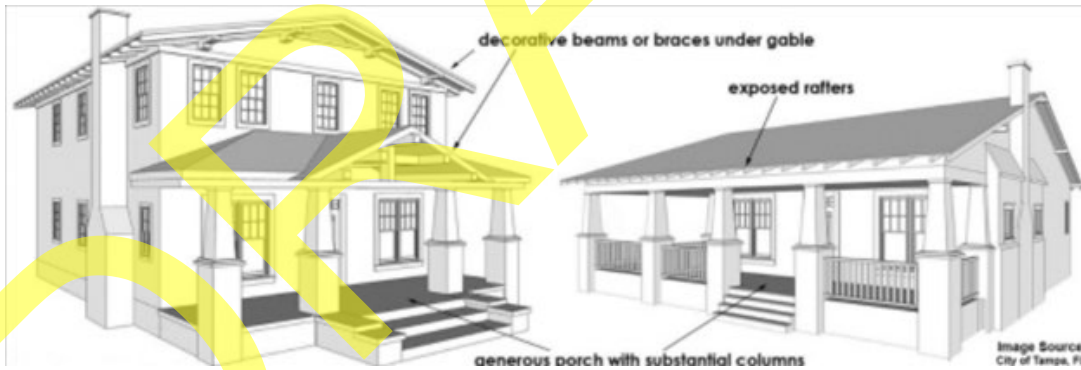 decorative beams or braces under gable
exposed rafters
generous porch with substantial columns
Image Source
City of Tampa, Fl